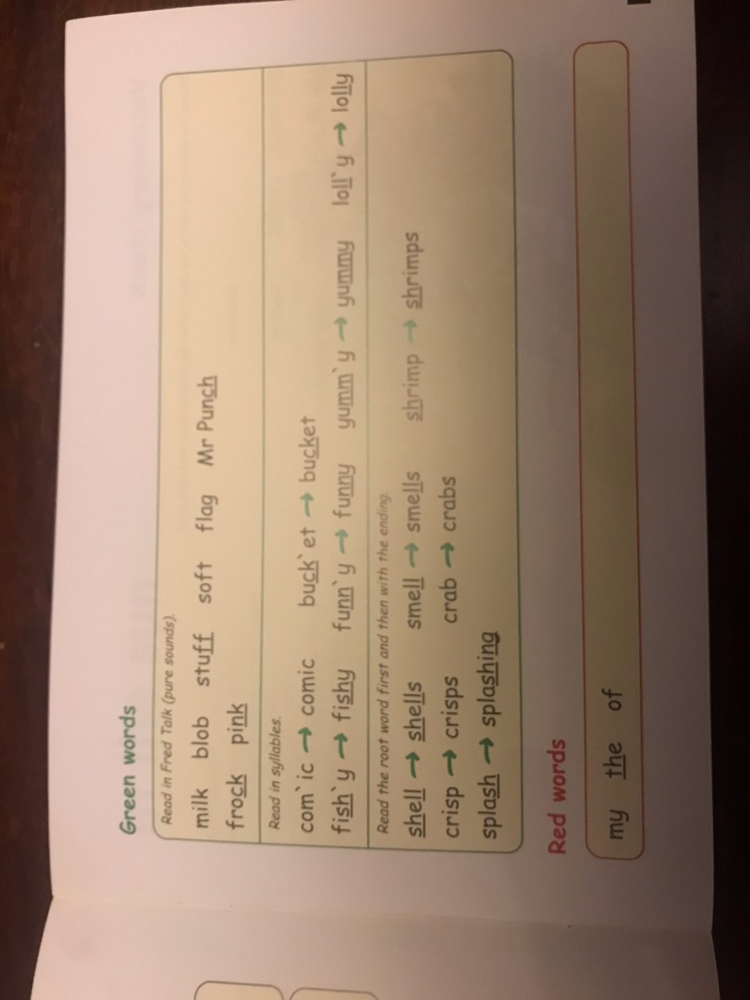 Green words
Read in Fred Talk (pure sounds).
milk blob stuff soft flag Mr Punch
frock pink
Read in syllables.
com`ic → comic buck`et → bucket
fish`y → fishy funn`y → funny yumm`y → yummy loll`y → lolly
Read the root word first and then with the ending.
shell → shells smell → smells shrimp → shrimps
crisp → crisps crab → crabs
splash → splashing
Red words
my the of